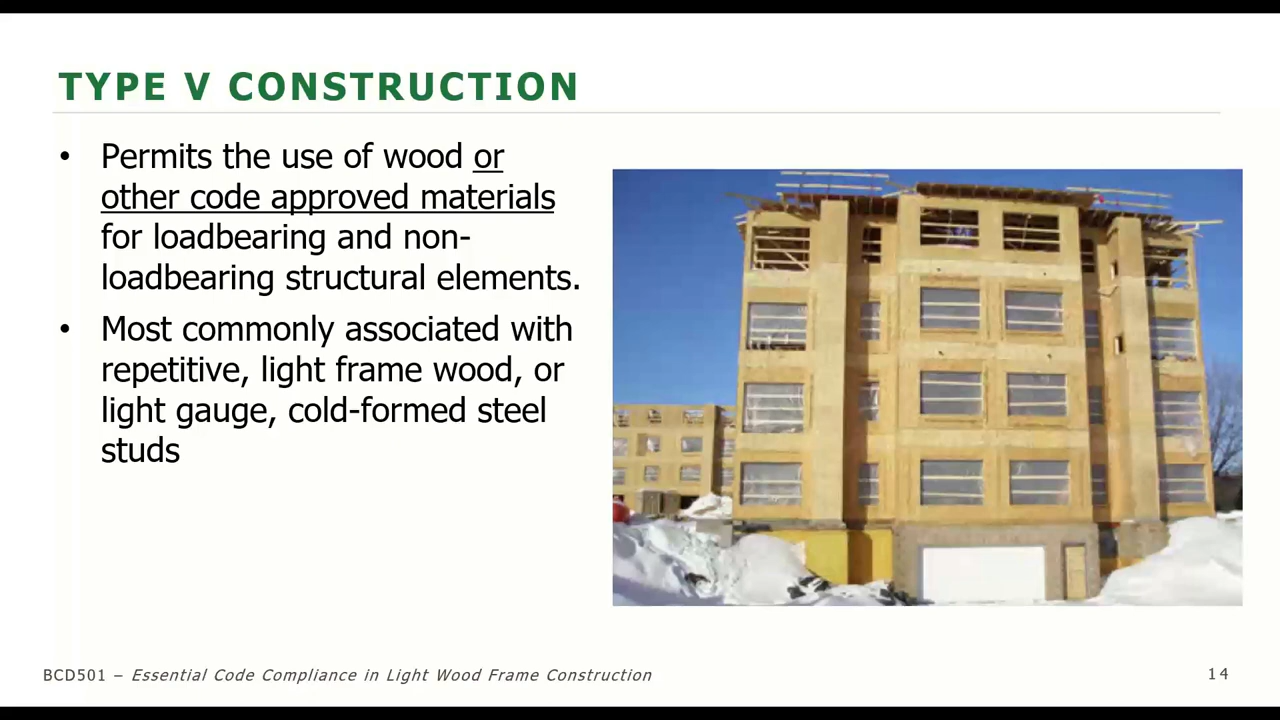 TYPE V CONSTRUCTION
• Permits the use of wood or
other code approved materials
for loadbearing and non-
loadbearing structural elements.
• Most commonly associated with
repetitive, light frame wood, or
light gauge, cold-formed steel
studs
BCD501 – Essential Code Compliance in Light Wood Frame Construction
14